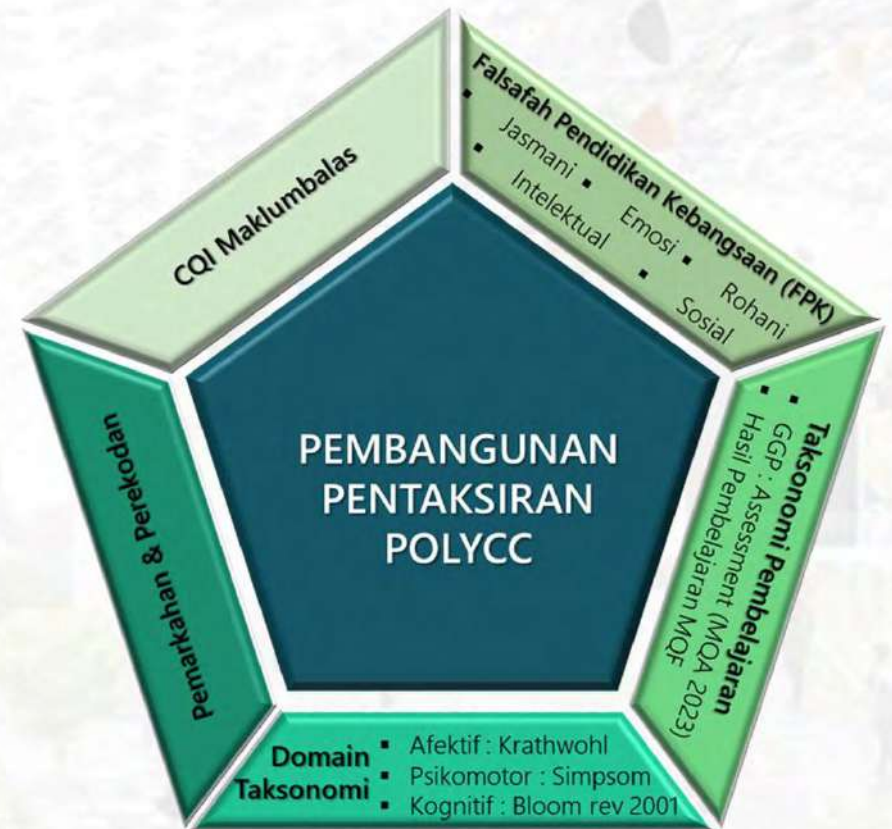 CQI Maklumbalas
Falsafah Pendidikan Kebangsaan (FPK)
▪ Jasmani ▪ Emosi ▪ Rohani
▪ Intelektual ▪ Sosial
Taksonomi Pembelajaran
▪ GGP : Assessment (MQA 2023)
▪ Hasil Pembelajaran MQF
Domain
Taksonomi
▪ Afektif : Krathwohl
▪ Psikomotor : Simpsom
▪ Kognitif : Bloom rev 2001
Pemarkahan & Perekodan
PEMBANGUNAN
PENTAKSIRAN
POLYCC